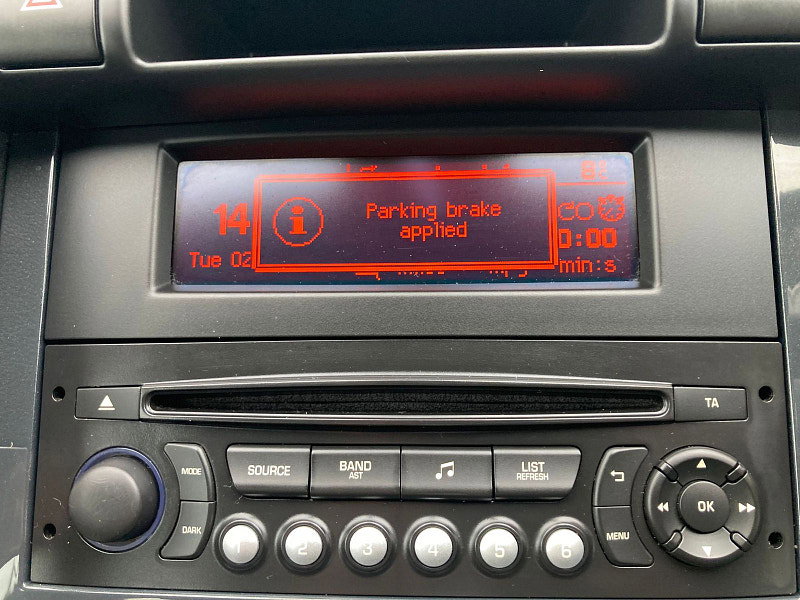 Parking brake
applied
14
Tue 02
0:00
min:s
TA
MODE
SOURCE
BAND
AST
LIST
REFRESH
DARK
MENU
OK
1 2 3 4 5 6